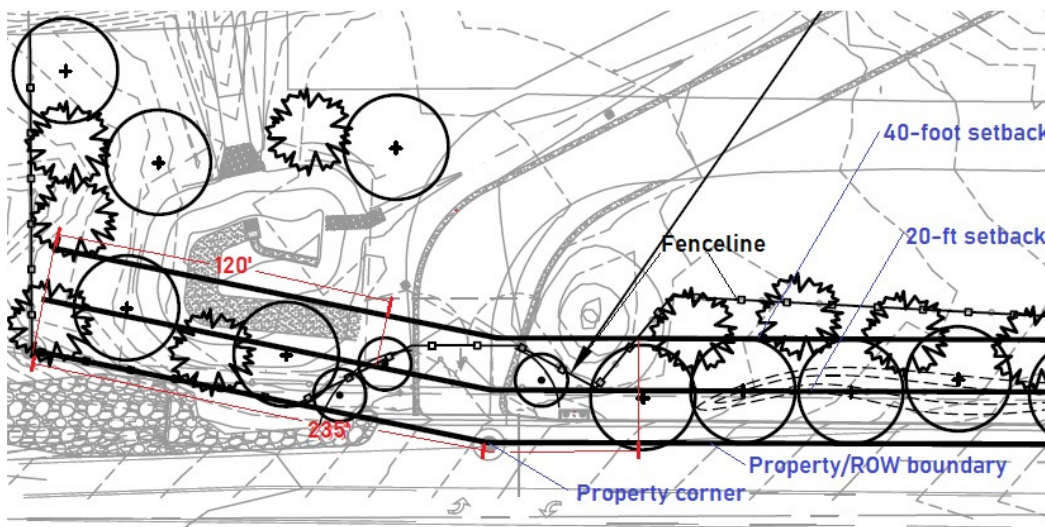 40-foot setback
Fenceline
20-ft setback
120'
235'
Property/ROW boundary
Property corner